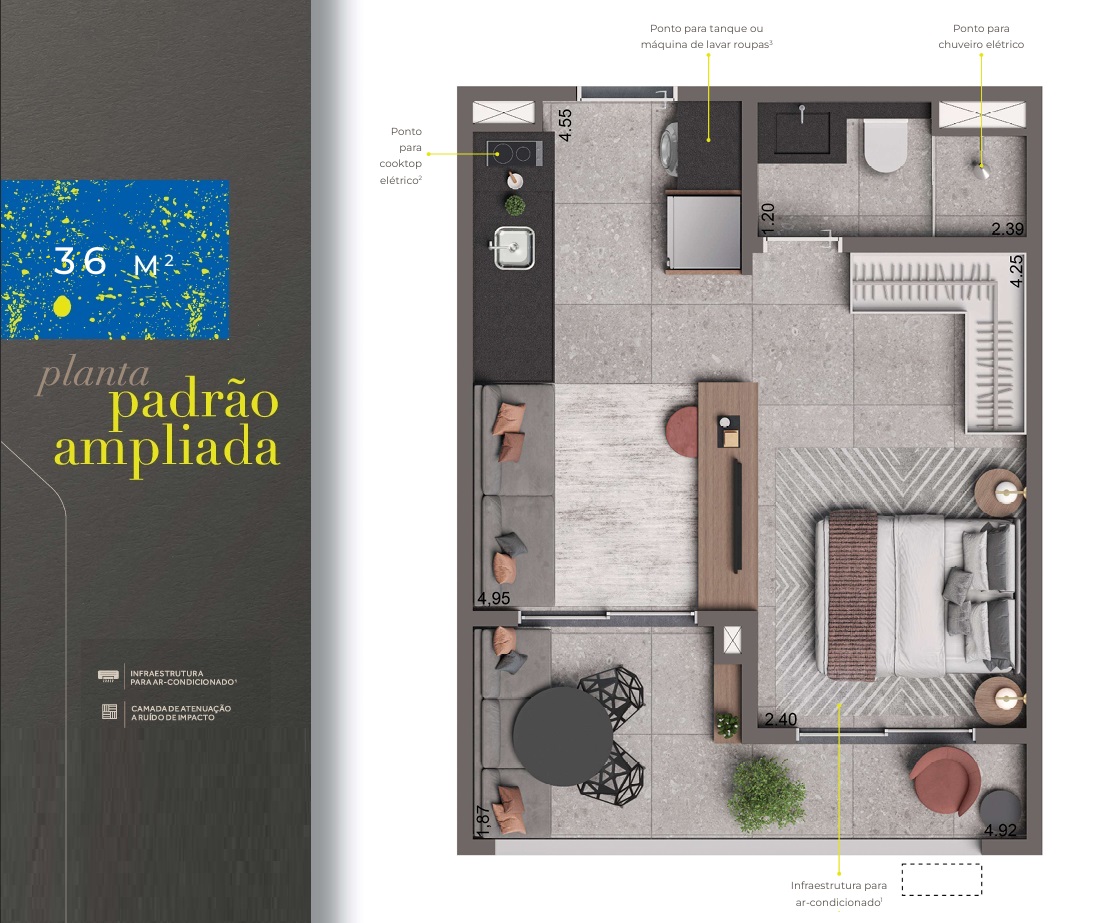 36 M²
planta
padrão
ampliada
INFRAESTRUTURA
PARA AR-CONDICIONADO¹
CAMADA DE ATENUAÇÃO
A RUÍDO DE IMPACTO
Ponto para tanque ou
máquina de lavar roupas³
Ponto para
chuveiro elétrico
Ponto
para
cooktop
elétrico²
4.55
1.20
2.39
4.25
4,95
2.40
1,87
4.92
Infraestrutura para
ar-condicionado¹